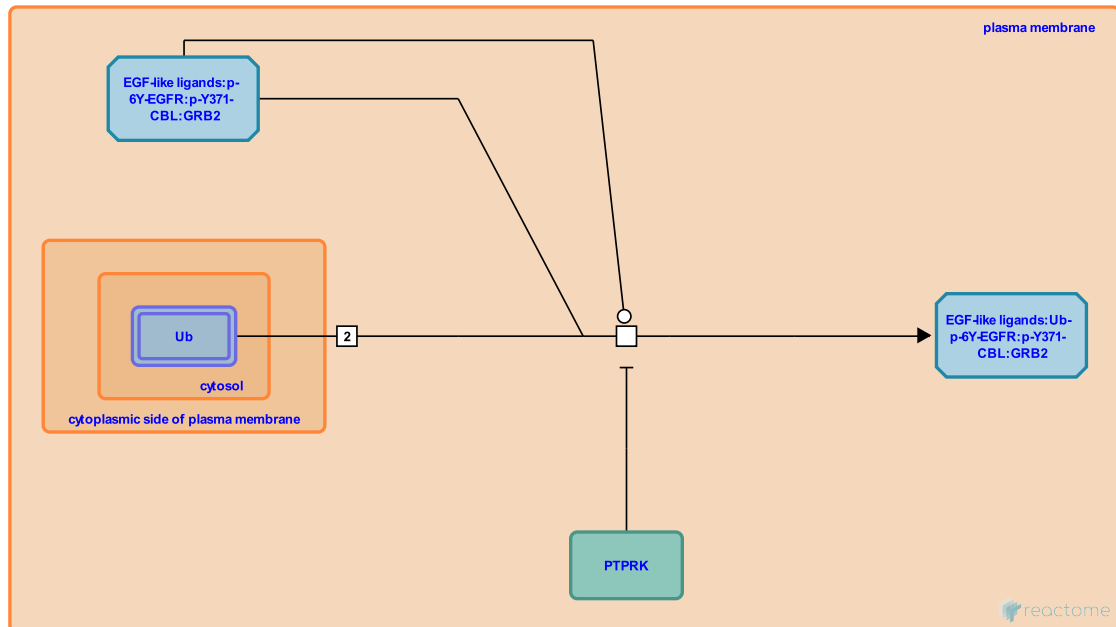 plasma membrane
EGF-like ligands:p-
6Y-EGFR:p-Y371-
CBL:GRB2
Ub
2
cytosol
cytoplasmic side of plasma membrane
EGF-like ligands:Ub-
p-6Y-EGFR:p-Y371-
CBL:GRB2
PTPRK
reactome